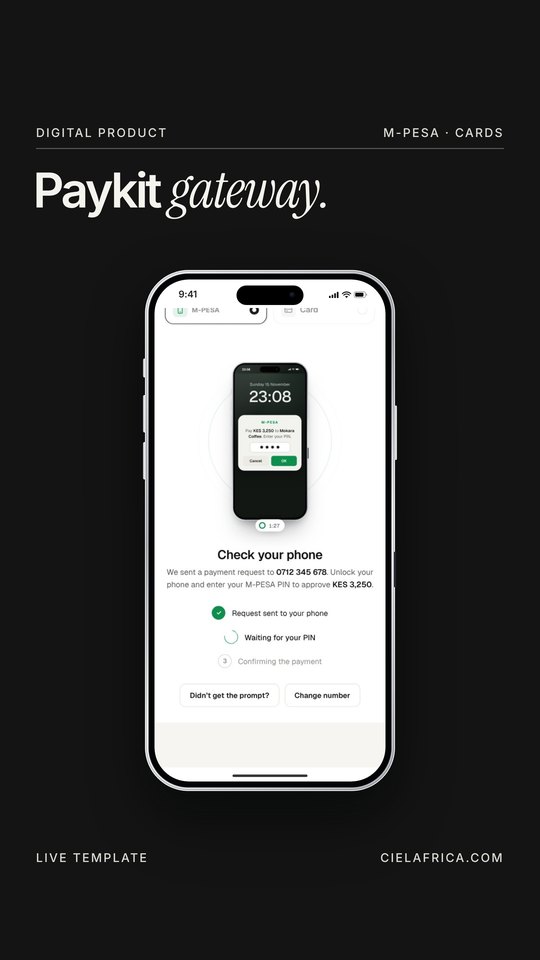 DIGITAL PRODUCT
M-PESA · CARDS
Paykit gateway.
9:41
M-PESA
Card
23:08
Sunday 15 November
23:08
M-PESA
Pay KES 3,250 to Mokara
Coffee. Enter your PIN
Cancel
OK
1:27
Check your phone
We sent a payment request to 0712 345 678. Unlock your
phone and enter your M-PESA PIN to approve KES 3,250.
Request sent to your phone
Waiting for your PIN
3 Confirming the payment
Didn't get the prompt?
Change number
LIVE TEMPLATE
CIELAFRICA.COM